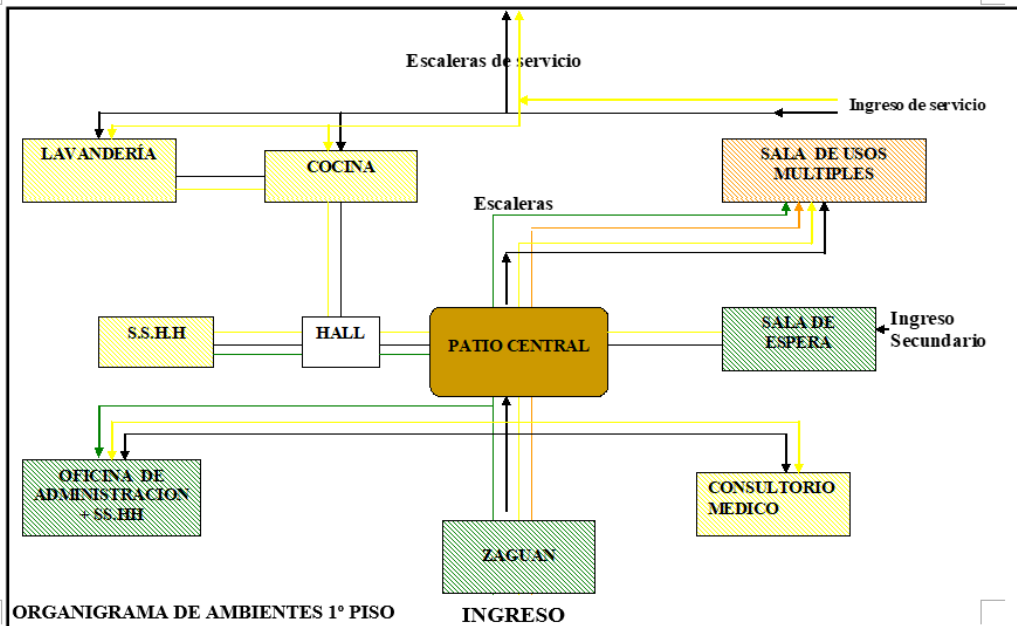 Escaleras de servicio
Ingreso de servicio
LAVANDERÍA
COCINA
SALA DE USOS
MULTIPLES
Escaleras
S.S.H.H
HALL
PATIO CENTRAL
SALA DE
ESPERA
Ingreso
Secundario
OFICINA DE
ADMINISTRACION
+ SS.HH
CONSULTORIO
MEDICO
ZAGUAN
ORGANIGRAMA DE AMBIENTES 1º PISO
INGRESO